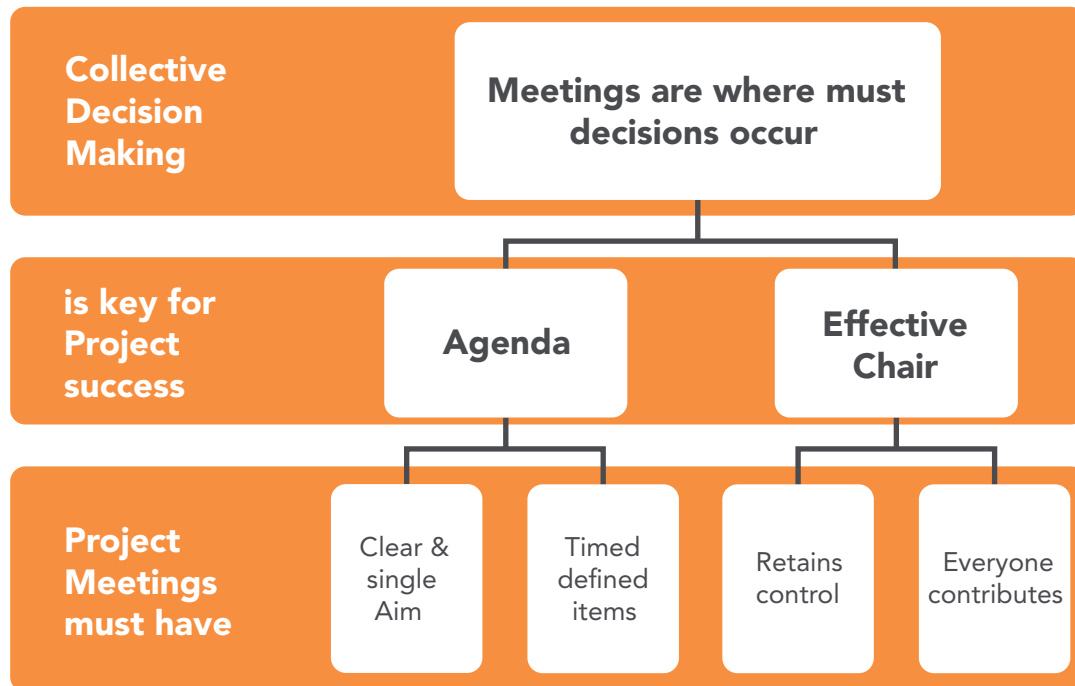 Collective
Decision
Making
Meetings are where must
decisions occur
is key for
Project
success
Agenda
Effective
Chair
Project
Meetings
must have
Clear &
single
Aim
Timed
defined
items
Retains
control
Everyone
contributes